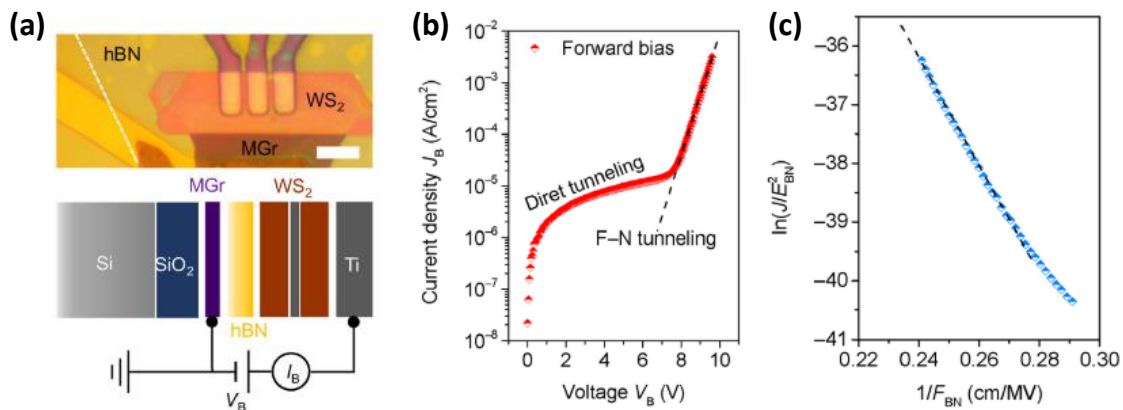 (a)
hBN
WS2
MGr
MGr
WS2
Si
SiO2
Ti
hBN
VB
IB
(b)
Forward bias
Diret tunneling
F–N tunneling
Current density JB (A/cm2)
10−2
10−3
10−4
10−5
10−6
10−7
10−8
0 2 4 6 8 10
Voltage VB (V)
(c)
ln(J/E2BN)
−36
−37
−38
−39
−40
−41
0.22 0.24 0.26 0.28 0.30
1/FBN (cm/MV)